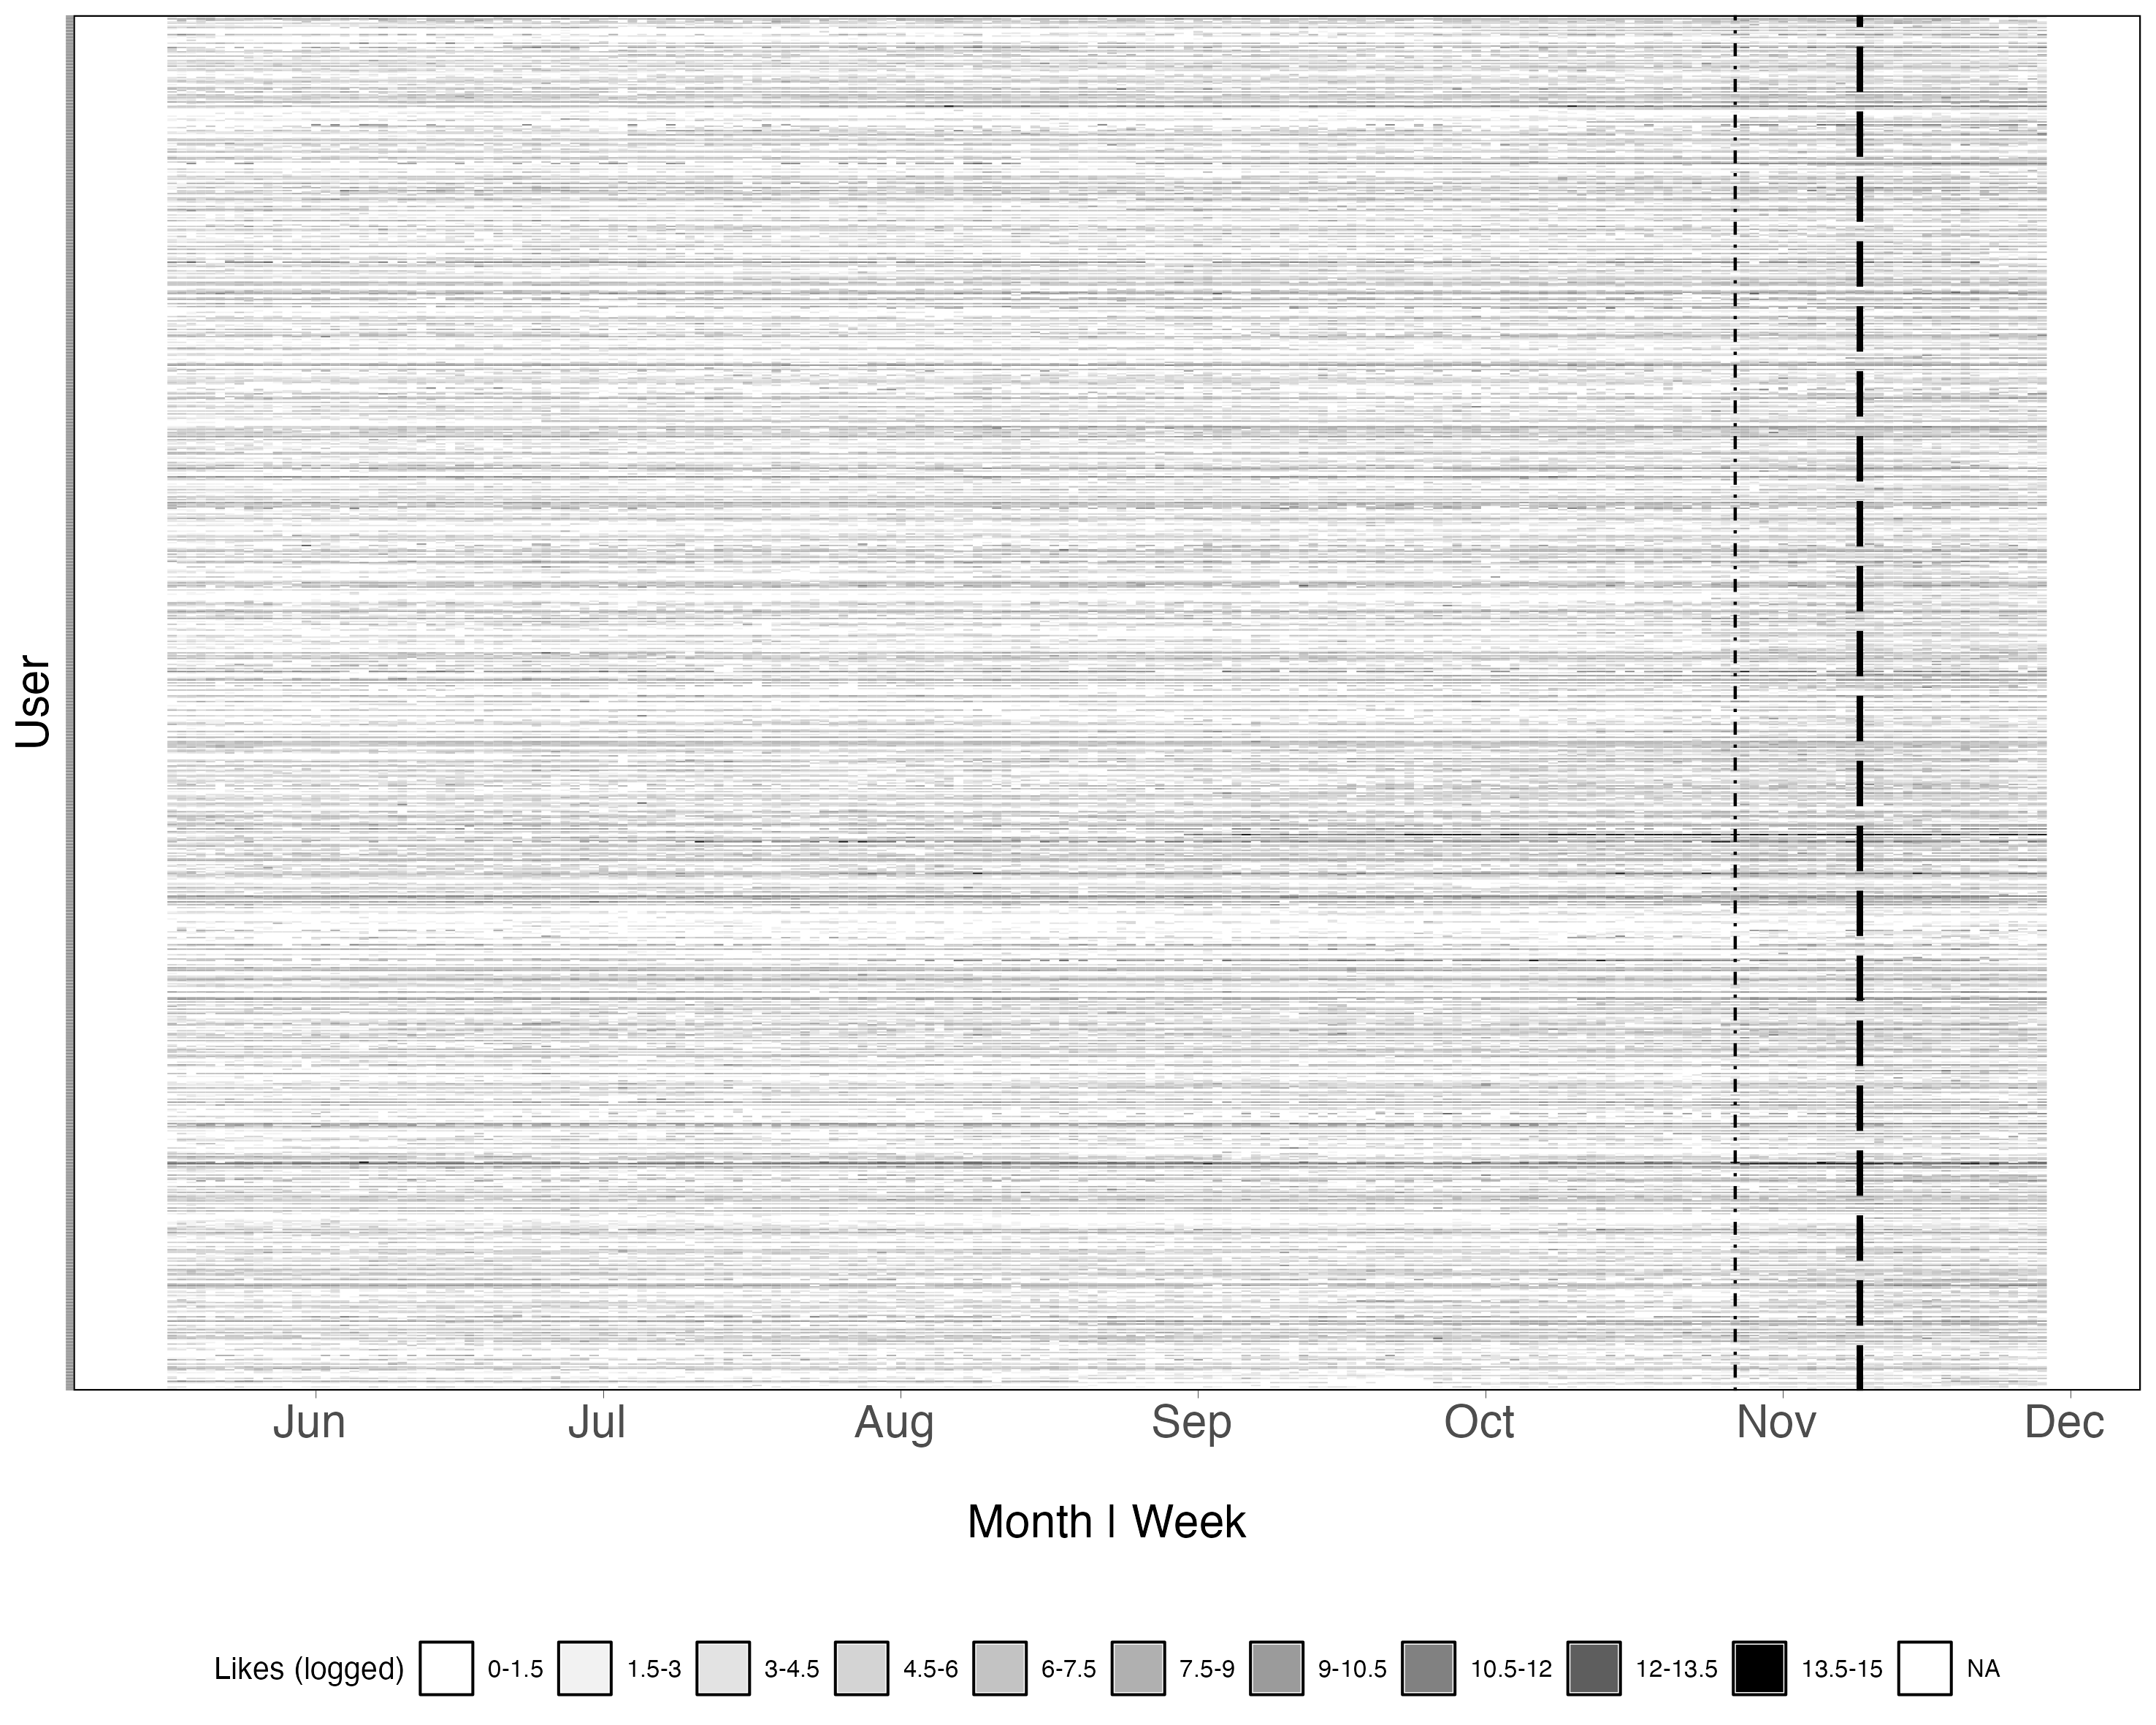 User
Jun Jul Aug Sep Oct Nov Dec
Month | Week
Likes (logged) 0-1.5 1.5-3 3-4.5 4.5-6 6-7.5 7.5-9 9-10.5 10.5-12 12-13.5 13.5-15 NA